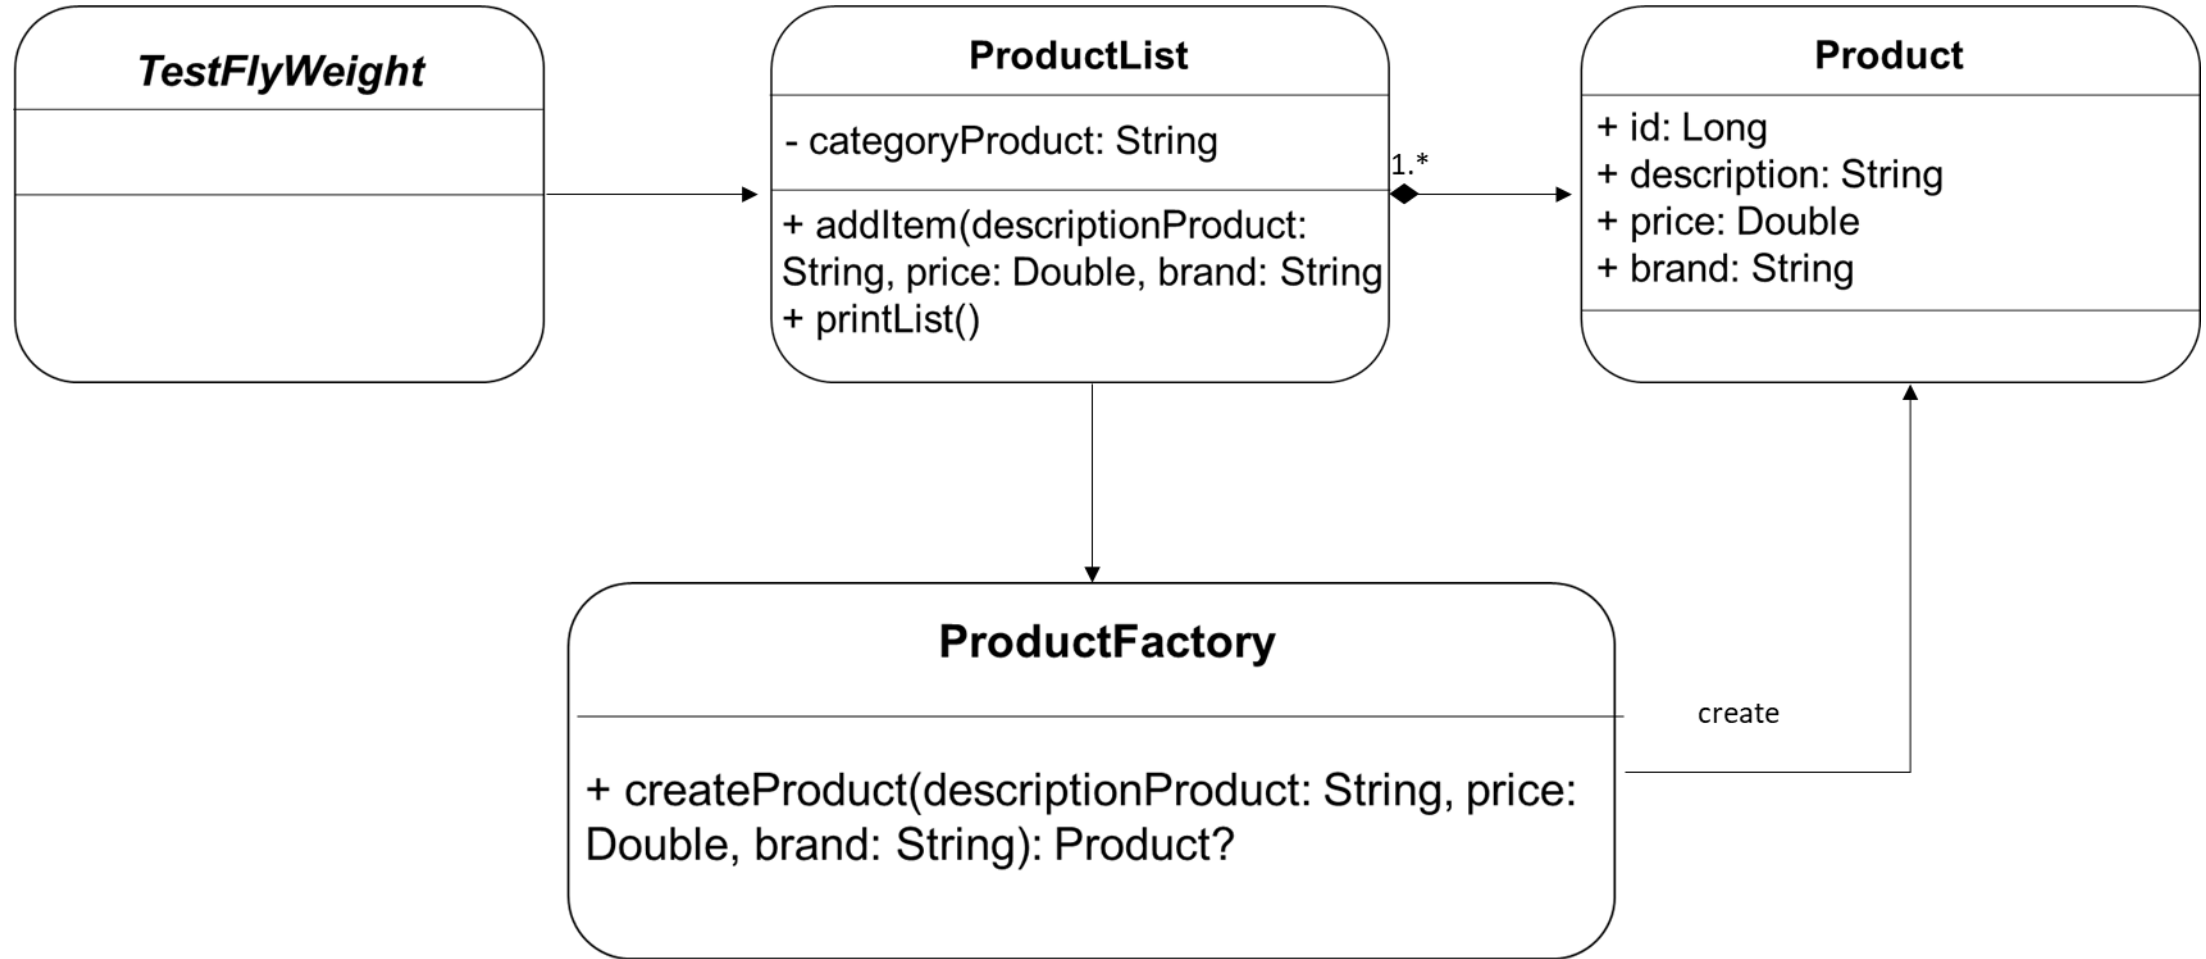 TestFlyWeight
ProductList
- categoryProduct: String
+ addItem(descriptionProduct:
String, price: Double, brand: String
+ printList()
1.*
Product
+ id: Long
+ description: String
+ price: Double
+ brand: String
ProductFactory
+ createProduct(descriptionProduct: String, price:
Double, brand: String): Product?
create